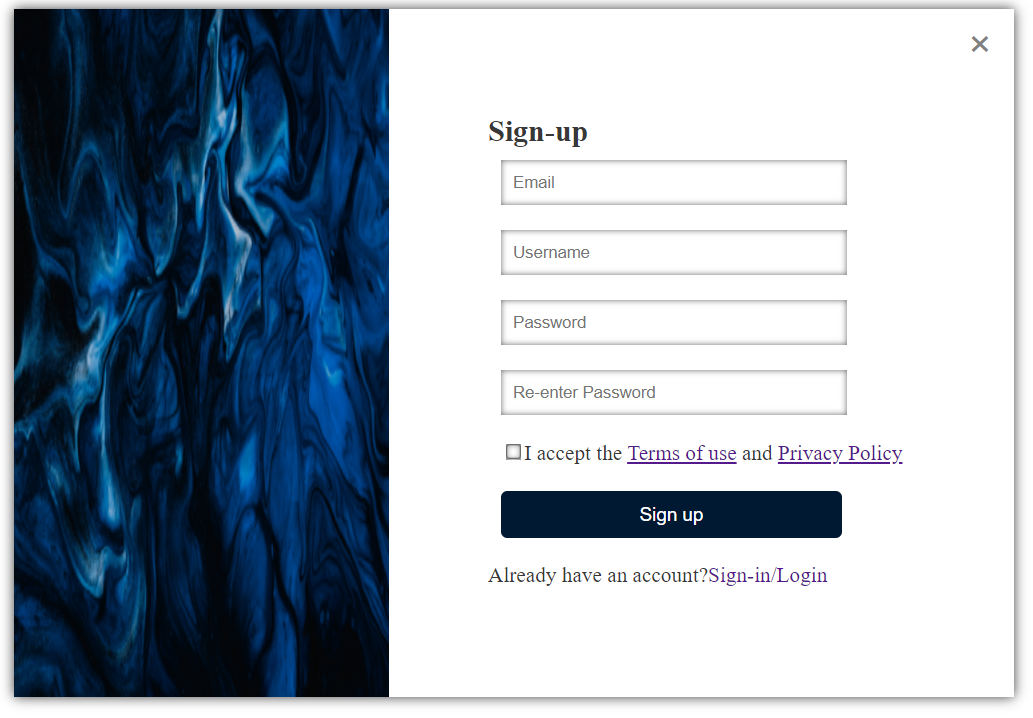 Sign-up
Email
Username
Password
Re-enter Password
I accept the Terms of use and Privacy Policy
Sign up
Already have an account?Sign-in/Login